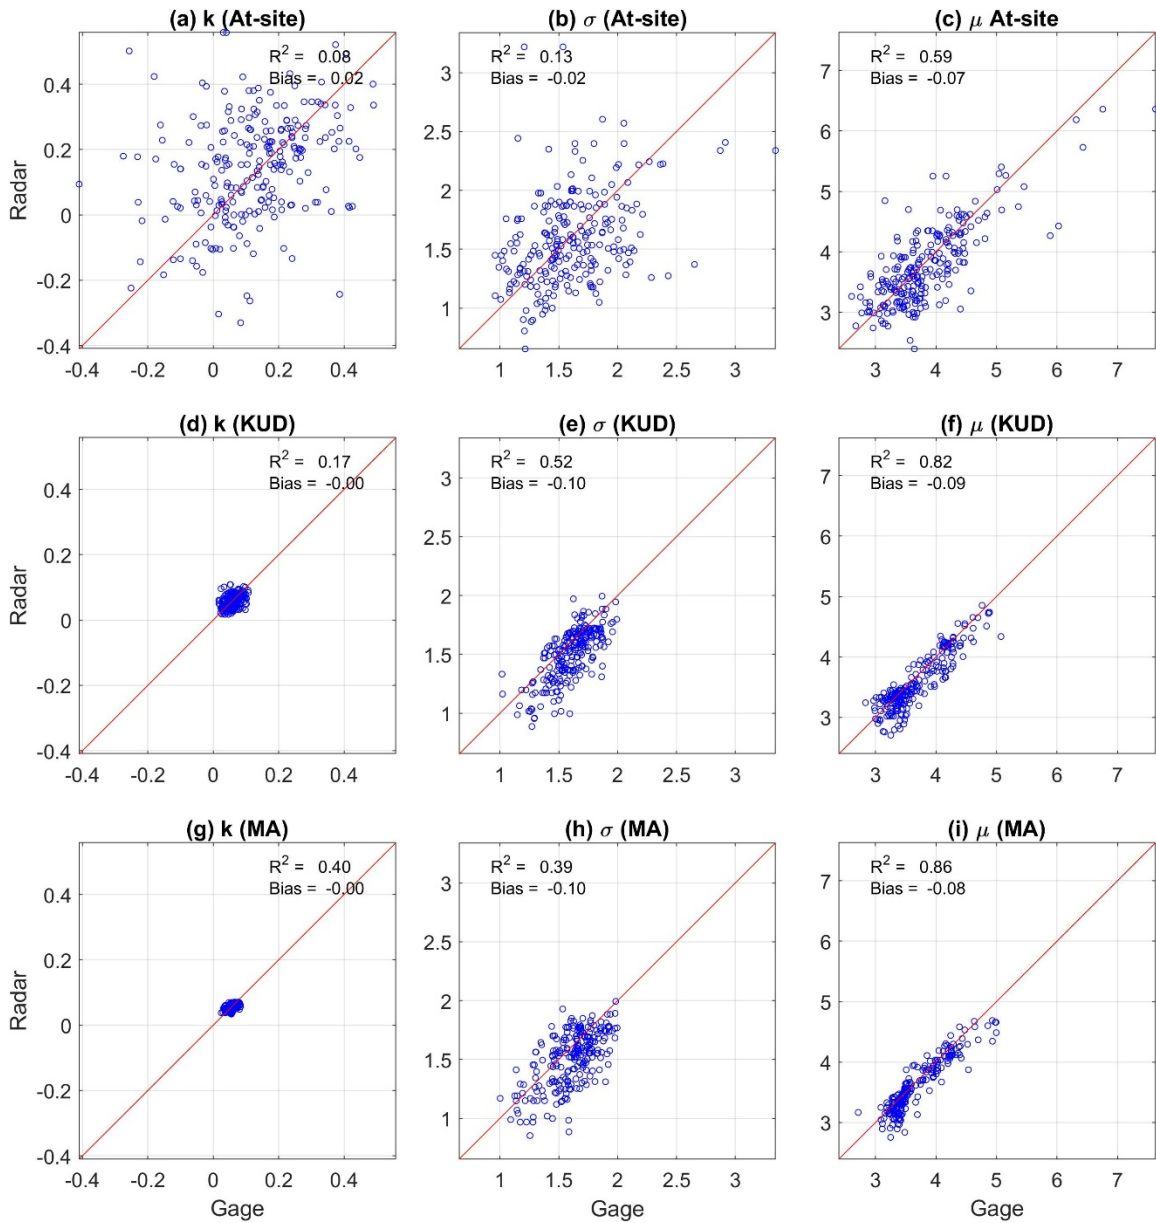 (a) k (At-site)
(b) σ (At-site)
(c) μ At-site
R² = 0.08
Bias = 0.02
R² = 0.13
Bias = -0.02
R² = 0.59
Bias = -0.07
Radar
0.4
0.2
0
-0.2
-0.4
-0.4 -0.2 0 0.2 0.4
3
2.5
2
1.5
1
1 1.5 2 2.5 3
7
6
5
4
3
3 4 5 6 7
(d) k (KUD)
(e) σ (KUD)
(f) μ (KUD)
R² = 0.17
Bias = -0.00
R² = 0.52
Bias = -0.10
R² = 0.82
Bias = -0.09
Radar
0.4
0.2
0
-0.2
-0.4
-0.4 -0.2 0 0.2 0.4
3
2.5
2
1.5
1
1 1.5 2 2.5 3
7
6
5
4
3
3 4 5 6 7
(g) k (MA)
(h) σ (MA)
(i) μ (MA)
R² = 0.40
Bias = -0.00
R² = 0.39
Bias = -0.10
R² = 0.86
Bias = -0.08
Radar
0.4
0.2
0
-0.2
-0.4
-0.4 -0.2 0 0.2 0.4
Gage
3
2.5
2
1.5
1
1 1.5 2 2.5 3
Gage
7
6
5
4
3
3 4 5 6 7
Gage